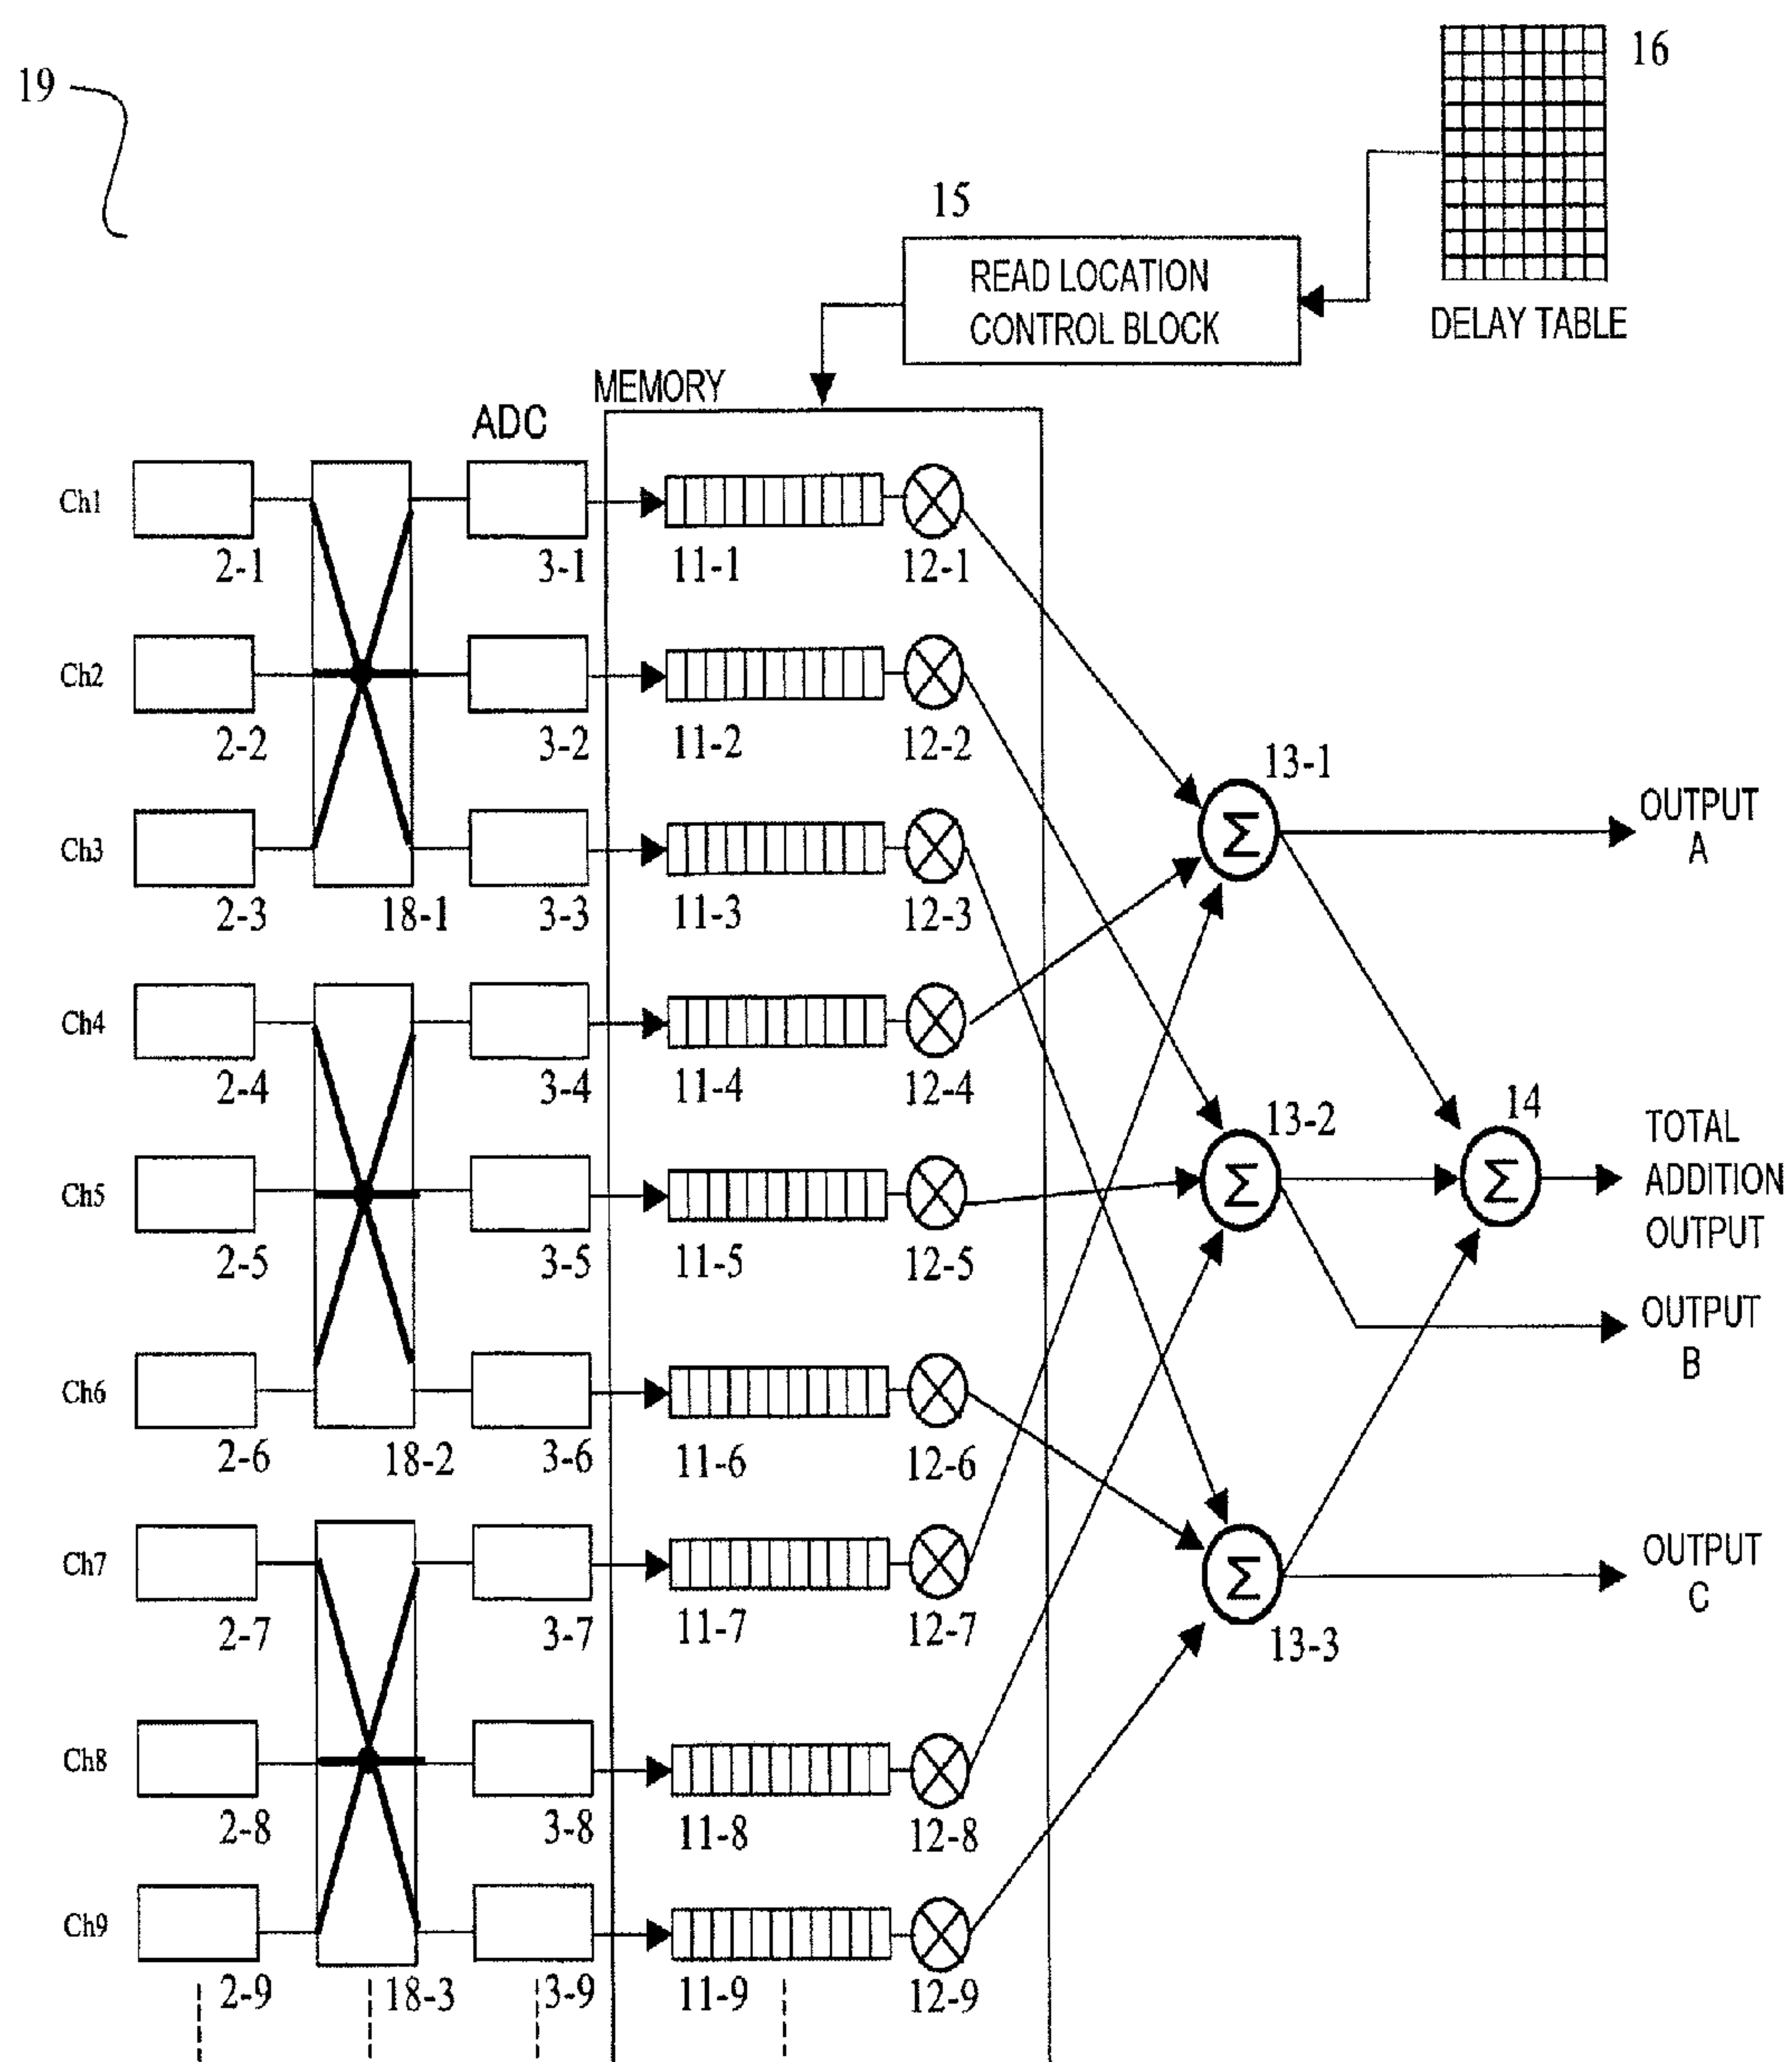 19
16
15
READ LOCATION
CONTROL BLOCK
DELAY TABLE
MEMORY
ADC
Ch1
2-1
3-1
11-1
12-1
Ch2
2-2
3-2
11-2
12-2
13-1
OUTPUT
A
Ch3
2-3
18-1
3-3
11-3
12-3
Ch4
2-4
3-4
11-4
12-4
13-2
14
TOTAL
ADDITION
OUTPUT
Ch5
2-5
3-5
11-5
12-5
OUTPUT
B
Ch6
2-6
18-2
3-6
11-6
12-6
Ch7
2-7
3-7
11-7
12-7
13-3
OUTPUT
C
Ch8
2-8
3-8
11-8
12-8
Ch9
2-9
18-3
3-9
11-9
12-9
Σ
Σ
Σ
Σ